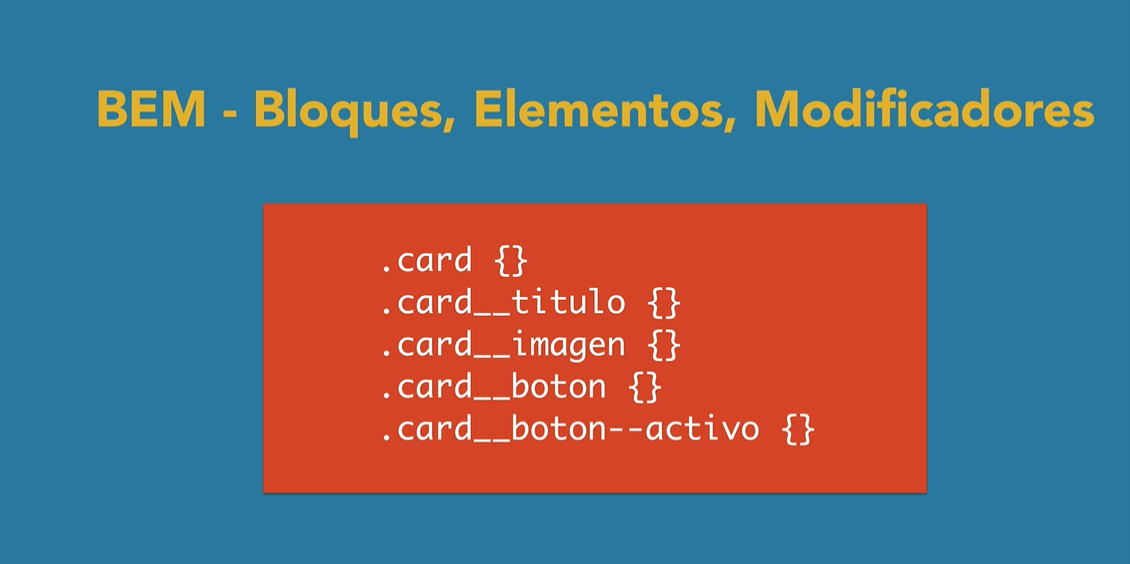 BEM - Bloques, Elementos, Modificadores
.card {}
.card__titulo {}
.card__imagen {}
.card__boton {}
.card__boton--activo {}